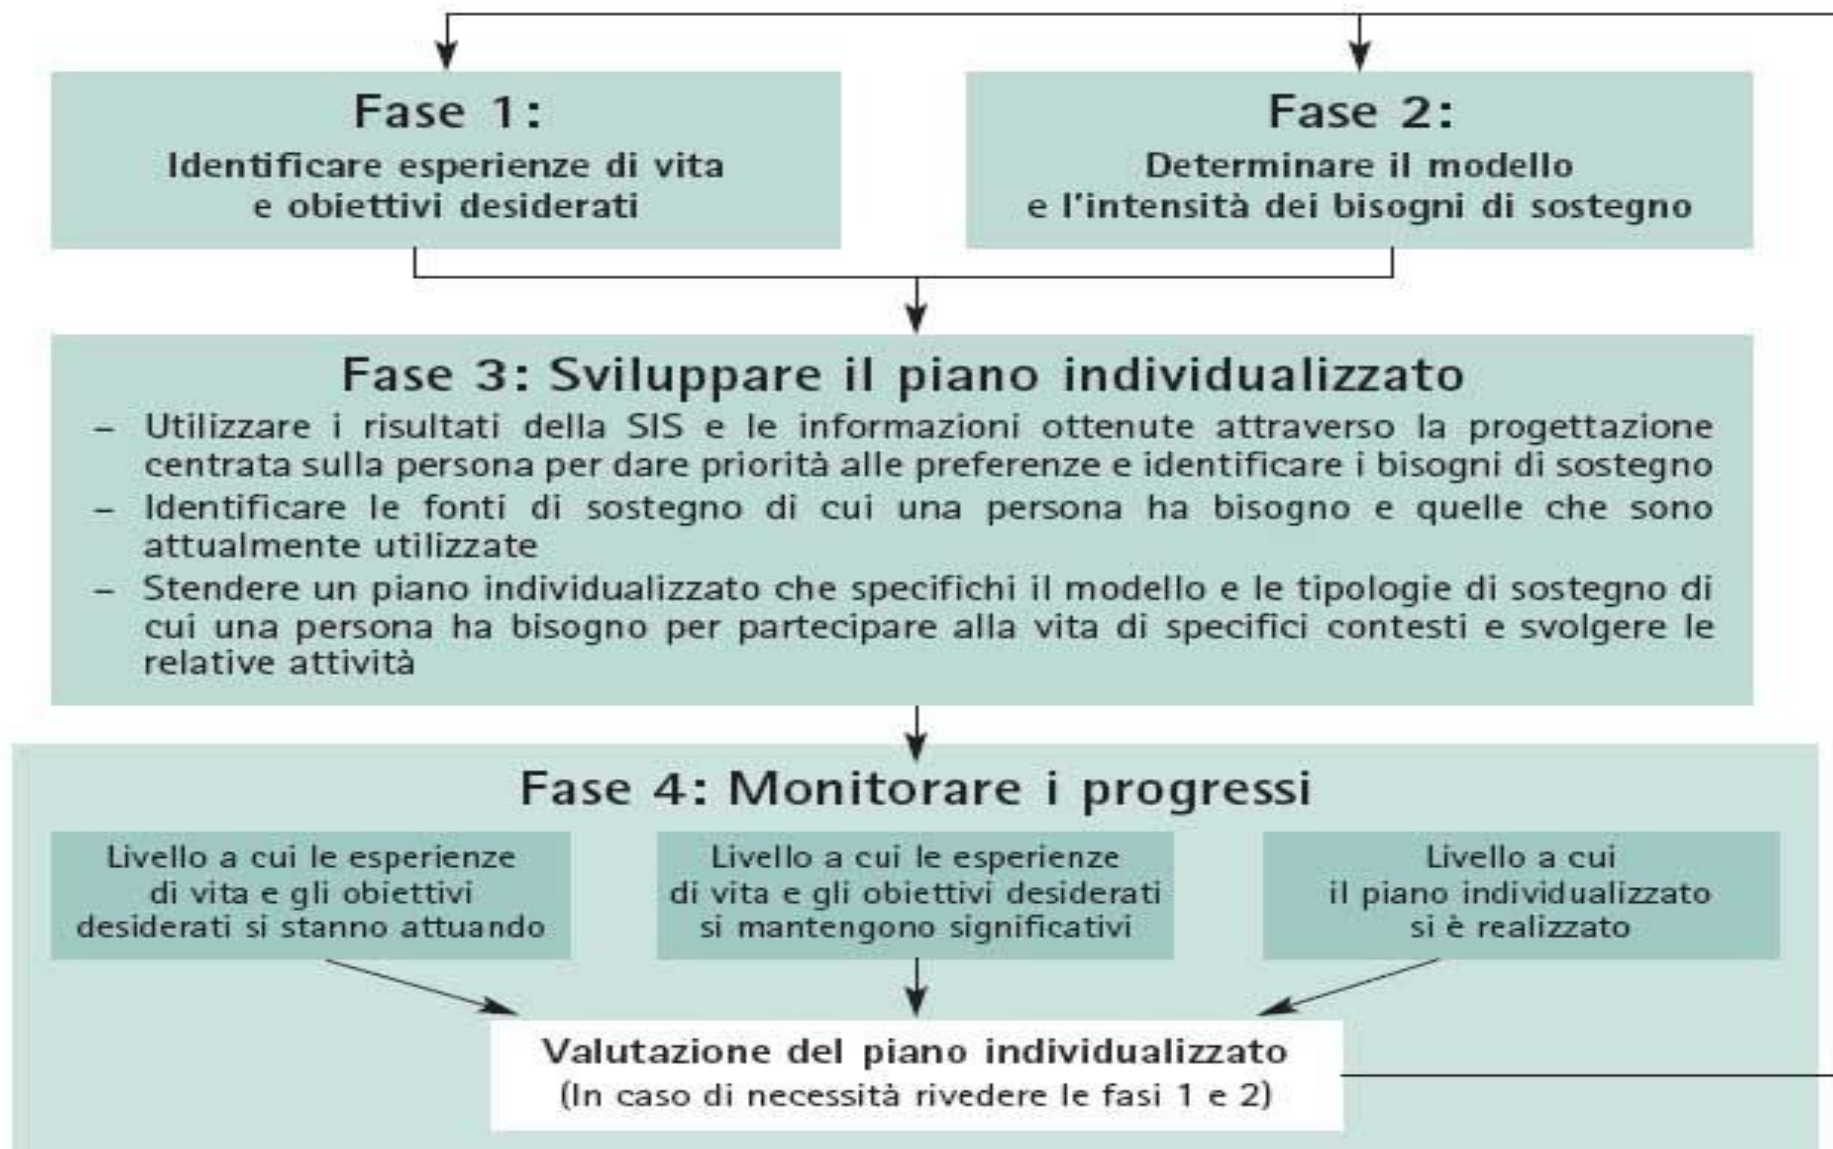 Fase 1:
Identificare esperienze di vita
e obiettivi desiderati
Fase 2:
Determinare il modello
e l'intensità dei bisogni di sostegno
Fase 3: Sviluppare il piano individualizzato
– Utilizzare i risultati della SIS e le informazioni ottenute attraverso la progettazione
centrata sulla persona per dare priorità alle preferenze e identificare i bisogni di sostegno
– Identificare le fonti di sostegno di cui una persona ha bisogno e quelle che sono
attualmente utilizzate
– Stendere un piano individualizzato che specifichi il modello e le tipologie di sostegno di
cui una persona ha bisogno per partecipare alla vita di specifici contesti e svolgere le
relative attività
Fase 4: Monitorare i progressi
Livello a cui le esperienze
di vita e gli obiettivi
desiderati si stanno attuando
Livello a cui le esperienze
di vita e gli obiettivi desiderati
si mantengono significativi
Livello a cui
il piano individualizzato
si è realizzato
Valutazione del piano individualizzato
(In caso di necessità rivedere le fasi 1 e 2)